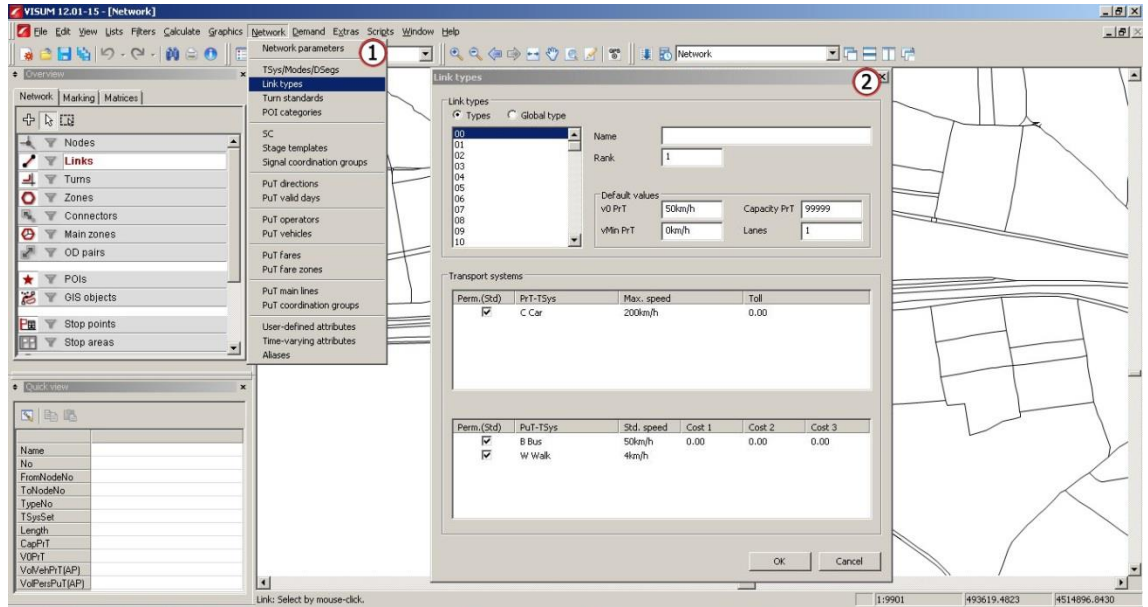 VISUM 12.01-15 - [Network]
File Edit View Lists Filters Calculate Graphics Network Demand Extras Scripts Window Help
Network
Overview
Network Marking Matrices
Nodes
Links
Turns
Zones
Connectors
Main zones
OD pairs
POIs
GIS objects
Stop points
Stop areas
Quick view
Name
No
FromNodeNo
ToNodeNo
TypeNo
TSysSet
Length
CapPrT
V0PrT
VolVehPrT(AP)
VolPersPuT(AP)
Network parameters
1
TSys/Modes/DSegs
Link types
Turn standards
POI categories
SC
Stage templates
Signal coordination groups
PuT directions
PuT valid days
PuT operators
PuT vehicles
PuT fares
PuT fare zones
PuT main lines
PuT coordination groups
User-defined attributes
Time-varying attributes
Aliases
Link types
2
Link types
Types Global type
00
01
02
03
04
05
06
07
08
09
10
Name
Rank 1
Default values
v0 PrT 50km/h Capacity PrT 99999
vMin PrT 0km/h Lanes 1
Transport systems
Perm.(Std) PrT-TSys Max. speed Toll
C Car 200km/h 0.00
Perm.(Std) PuT-TSys Std. speed Cost 1 Cost 2 Cost 3
B Bus 50km/h 0.00 0.00 0.00
W Walk 4km/h
OK Cancel
Link: Select by mouse-click. 1:9901 493619.4823 4514896.8430